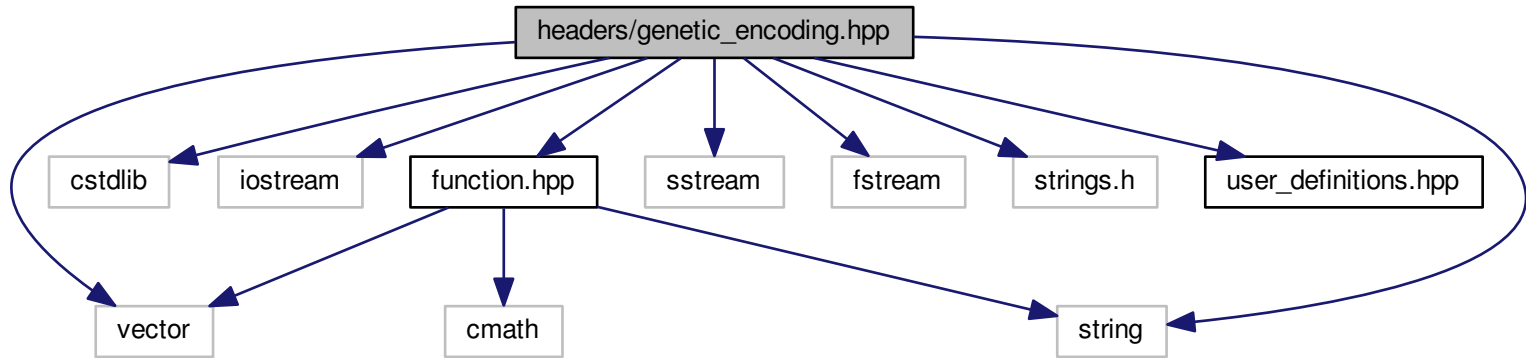 headers/genetic_encoding.hpp
cstdlib
iostream
function.hpp
sstream
fstream
strings.h
user_definitions.hpp
vector
cmath
string